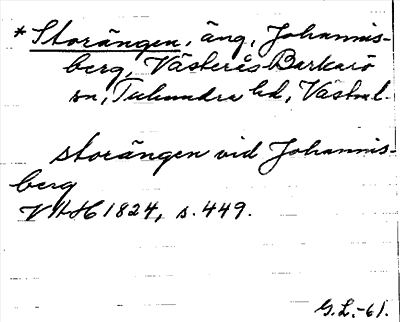 * Storängen, äng, Johannis-
berg, Västerås-Barkarö
sn, Tuhundra hd, Västml.
storängen vid Johannis-
berg
VHH 1824, s. 449.
G.L.-61.